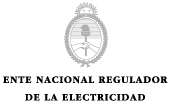 ENTE NACIONAL REGULADOR
DE LA ELECTRICIDAD